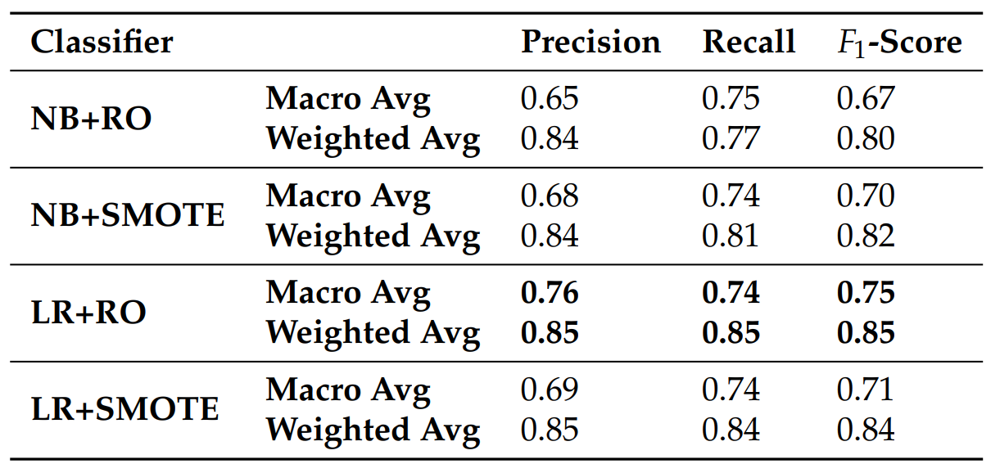 Classifier Precision Recall F1-Score
NB+RO Macro Avg 0.65 0.75 0.67
Weighted Avg 0.84 0.77 0.80
NB+SMOTE Macro Avg 0.68 0.74 0.70
Weighted Avg 0.84 0.81 0.82
LR+RO Macro Avg 0.76 0.74 0.75
Weighted Avg 0.85 0.85 0.85
LR+SMOTE Macro Avg 0.69 0.74 0.71
Weighted Avg 0.85 0.84 0.84